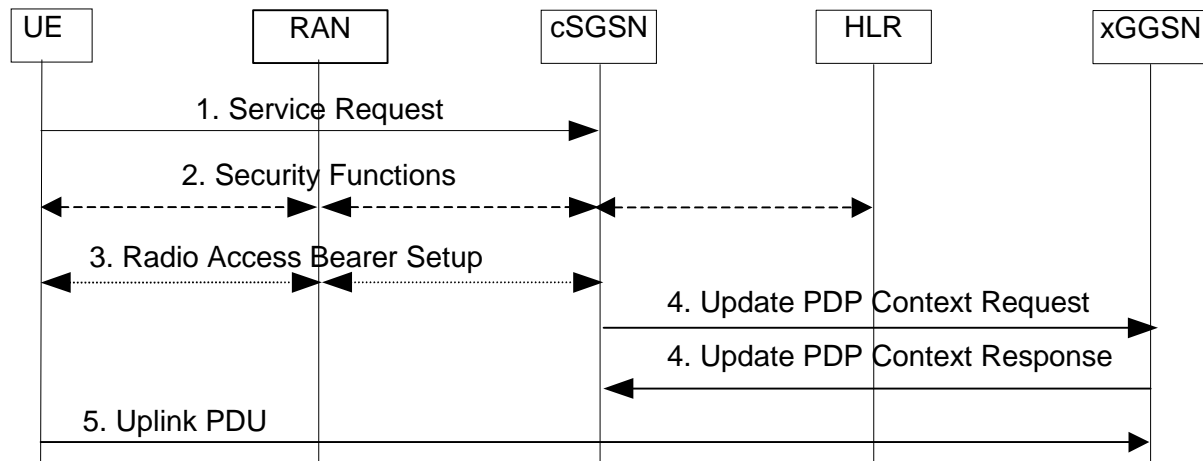 UE
RAN
cSGSN
HLR
xGGSN
1. Service Request
2. Security Functions
3. Radio Access Bearer Setup
4. Update PDP Context Request
4. Update PDP Context Response
5. Uplink PDU